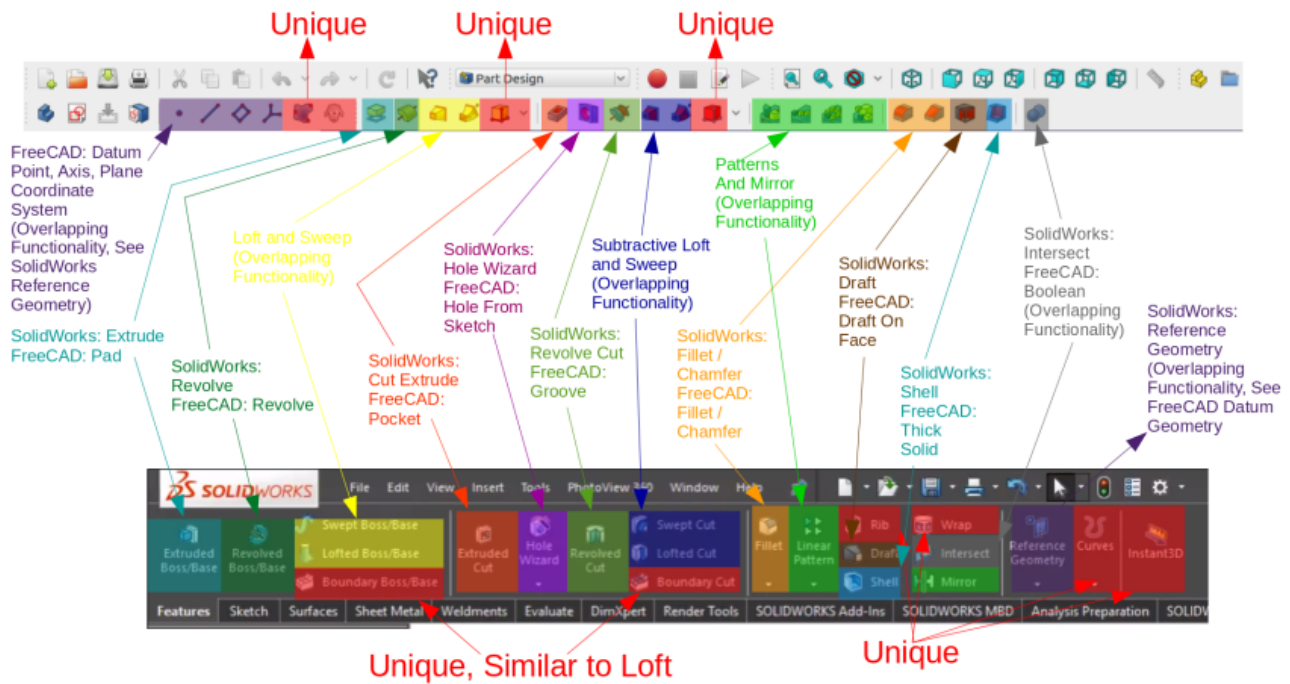 Unique
Unique
Unique
Part Design
FreeCAD: Datum
Point, Axis, Plane
Coordinate
System
(Overlapping
Functionality, See
SolidWorks
Reference
Geometry)
SolidWorks: Extrude
FreeCAD: Pad
SolidWorks:
Revolve
FreeCAD: Revolve
Loft and Sweep
(Overlapping
Functionality)
SolidWorks:
Cut Extrude
FreeCAD:
Pocket
SolidWorks:
Hole Wizard
FreeCAD:
Hole From
Sketch
SolidWorks:
Revolve Cut
FreeCAD:
Groove
Subtractive Loft
and Sweep
(Overlapping
Functionality)
SolidWorks:
Fillet /
Chamfer
FreeCAD:
Fillet /
Chamfer
Patterns
And Mirror
(Overlapping
Functionality)
SolidWorks:
Draft
FreeCAD:
Draft On
Face
SolidWorks:
Shell
FreeCAD:
Thick
Solid
SolidWorks:
Intersect
FreeCAD:
Boolean
(Overlapping
Functionality)
SolidWorks:
Reference
Geometry
(Overlapping
Functionality, See
FreeCAD Datum
Geometry
SOLIDWORKS File Edit View Insert Tools PhotoView 360 Window Help
Extruded
Boss/Base
Revolved
Boss/Base
Swept Boss/Base
Lofted Boss/Base
Boundary Boss/Base
Extruded
Cut
Hole
Wizard
Revolved
Cut
Swept Cut
Lofted Cut
Boundary Cut
Fillet
Linear
Pattern
Rib
Draft
Shell
Wrap
Intersect
Mirror
Reference
Geometry
Curves
Instant3D
Features Sketch Surfaces Sheet Metal Weldments Evaluate DimXpert Render Tools SOLIDWORKS Add-Ins SOLIDWORKS MBD Analysis Preparation SOLIDW
Unique, Similar to Loft
Unique